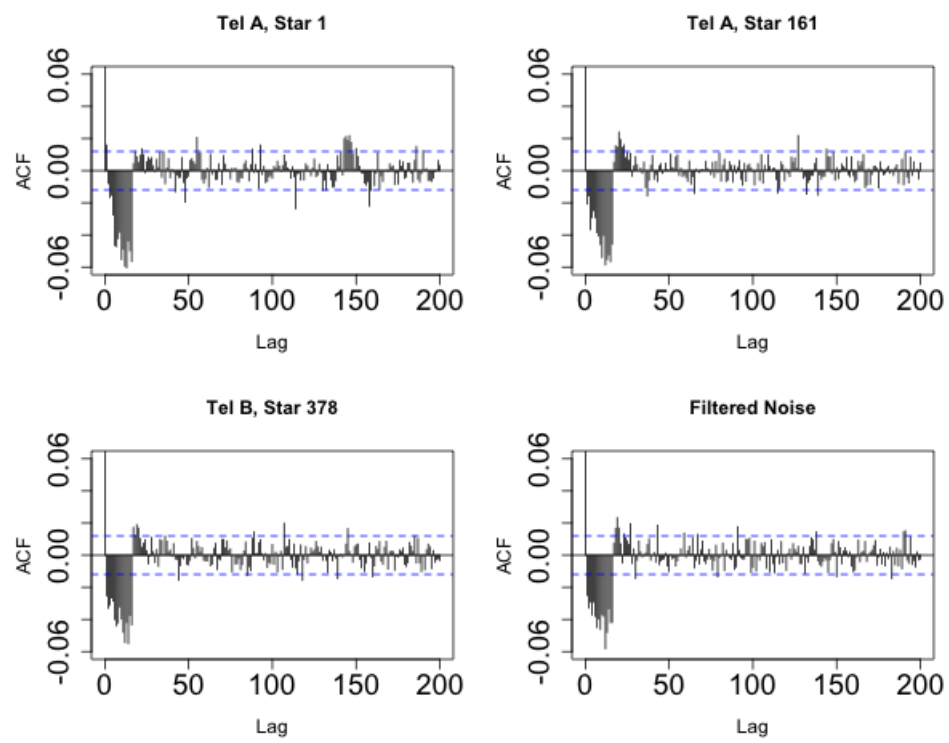 Tel A, Star 1
Tel A, Star 161
ACF
0.06
0.00
-0.06
0 50 100 150 200
Lag
ACF
0.06
0.00
-0.06
0 50 100 150 200
Lag
Tel B, Star 378
Filtered Noise
ACF
0.06
0.00
-0.06
0 50 100 150 200
Lag
ACF
0.06
0.00
-0.06
0 50 100 150 200
Lag